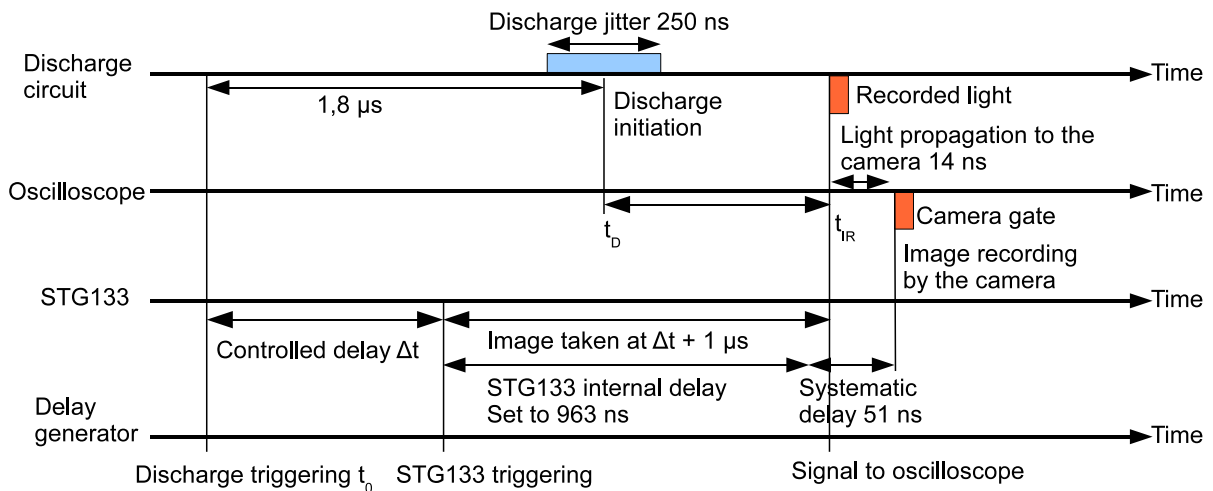 Discharge jitter 250 ns
Discharge
circuit
Time
1,8 µs
Discharge
initiation
Recorded light
Light propagation to the
camera 14 ns
Oscilloscope
Time
t_D
t_IR
Camera gate
Image recording
by the camera
STG133
Time
Controlled delay Δt
Image taken at Δt + 1 µs
STG133 internal delay
Set to 963 ns
Systematic
delay 51 ns
Delay
generator
Time
Discharge triggering t_0
STG133 triggering
Signal to oscilloscope